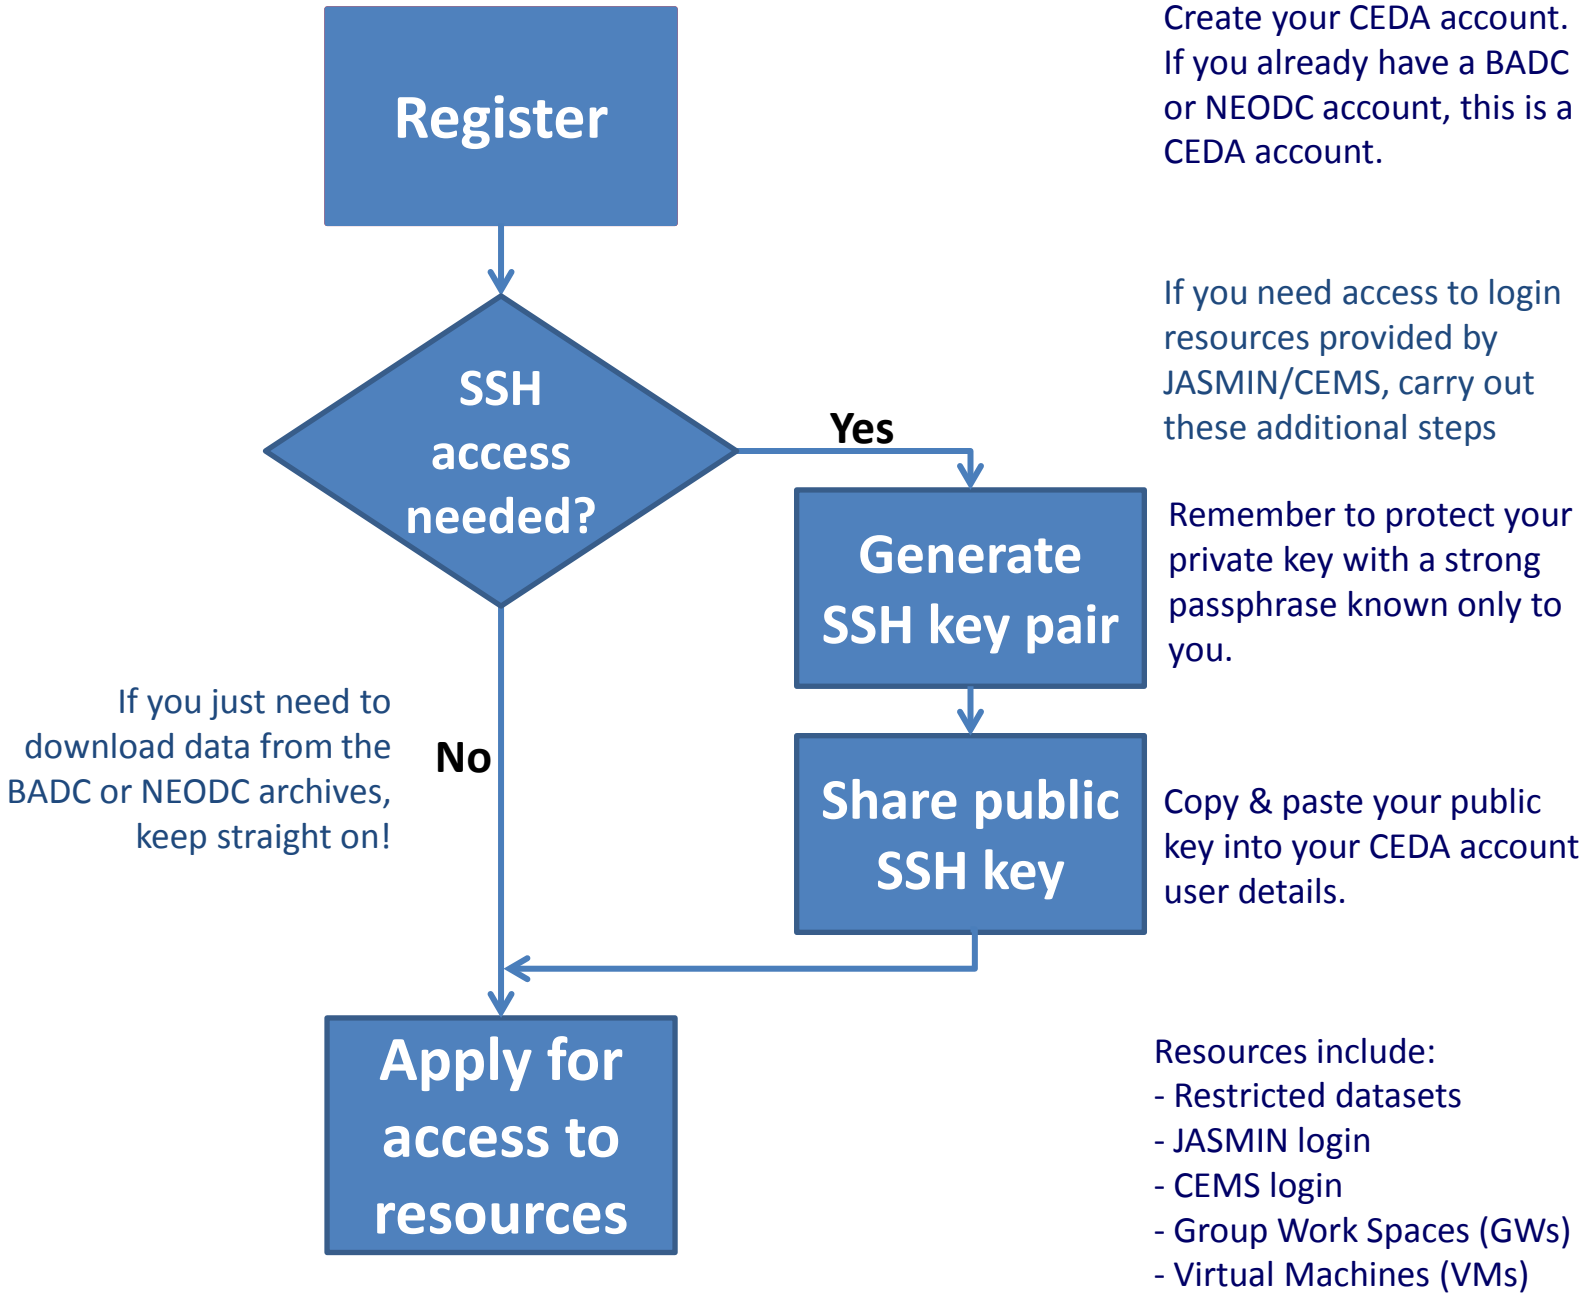 Register
Create your CEDA account.
If you already have a BADC
or NEODC account, this is a
CEDA account.
SSH
access
needed?
Yes
If you need access to login
resources provided by
JASMIN/CEMS, carry out
these additional steps
Generate
SSH key pair
Remember to protect your
private key with a strong
passphrase known only to
you.
If you just need to
download data from the
BADC or NEODC archives,
keep straight on!
No
Share public
SSH key
Copy & paste your public
key into your CEDA account
user details.
Apply for
access to
resources
Resources include:
- Restricted datasets
- JASMIN login
- CEMS login
- Group Work Spaces (GWs)
- Virtual Machines (VMs)